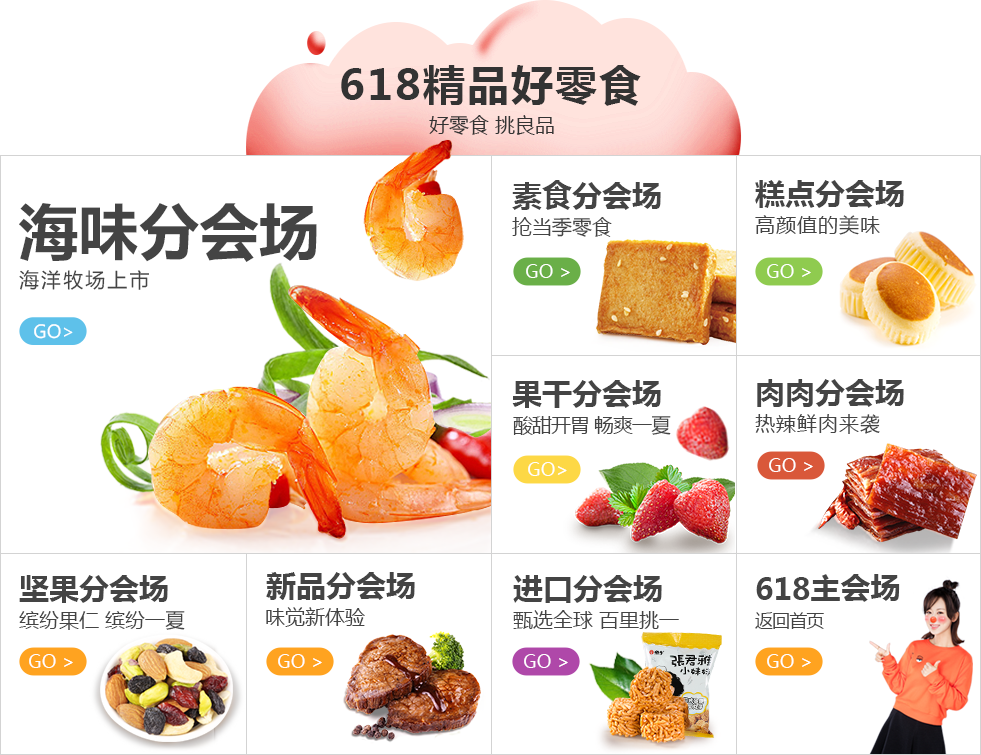 618精品好零食
好零食 挑良品
海味分会场
海洋牧场上市
GO>
素食分会场
抢当季零食
GO >
糕点分会场
高颜值的美味
GO >
果干分会场
酸甜开胃 畅爽一夏
GO>
肉肉分会场
热辣鲜肉来袭
GO >
坚果分会场
缤纷果仁 缤纷一夏
GO >
新品分会场
味觉新体验
GO >
进口分会场
甄选全球 百里挑一
GO >
張君雅
小妹妹
618主会场
返回首页
GO >